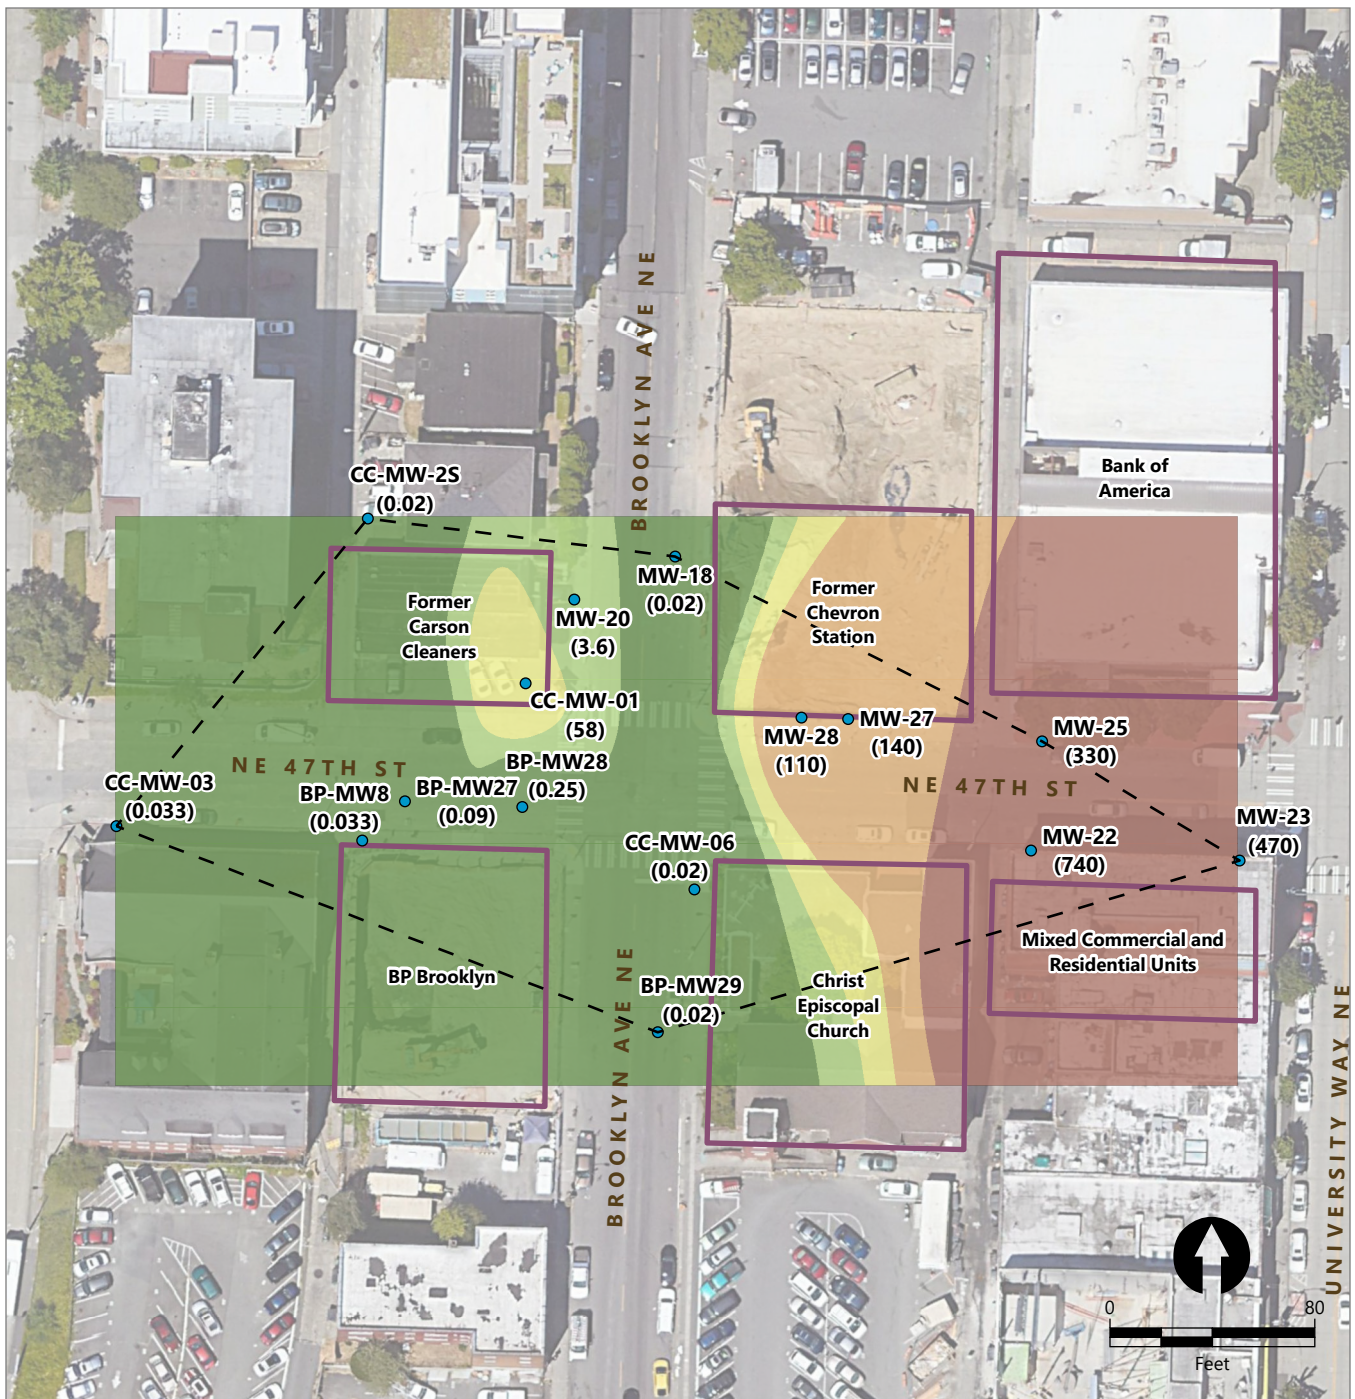 BROOKLYN AVE NE
CC-MW-2S
(0.02)
Bank of
America
MW-18
(0.02)
Former
Chevron
Station
Former
Carson
Cleaners
MW-20
(3.6)
CC-MW-01
(58)
MW-28
(110)
MW-27
(140)
MW-25
(330)
NE 47TH ST
NE 47TH ST
CC-MW-03
(0.033)
BP-MW8
(0.033)
BP-MW27
(0.09)
BP-MW28
(0.25)
CC-MW-06
(0.02)
MW-22
(740)
MW-23
(470)
Mixed Commercial and
Residential Units
BP Brooklyn
BP-MW29
(0.02)
Christ
Episcopal
Church
BROOKLYN AVE NE
UNIVERSITY WAY NE
0 80
Feet